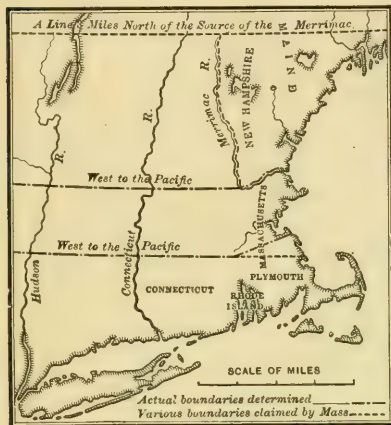 A Line 3 Miles North of the Source of the Merrimac
MAINE
NEW HAMPSHIRE
R.
R.
Merrimac
R.
West to the Pacific
MASSACHUSETTS
West to the Pacific
Hudson
Connecticut
PLYMOUTH
CONNECTICUT
RHODE
ISLAND
SCALE OF MILES
Actual boundaries determined
Various boundaries claimed by Mass.